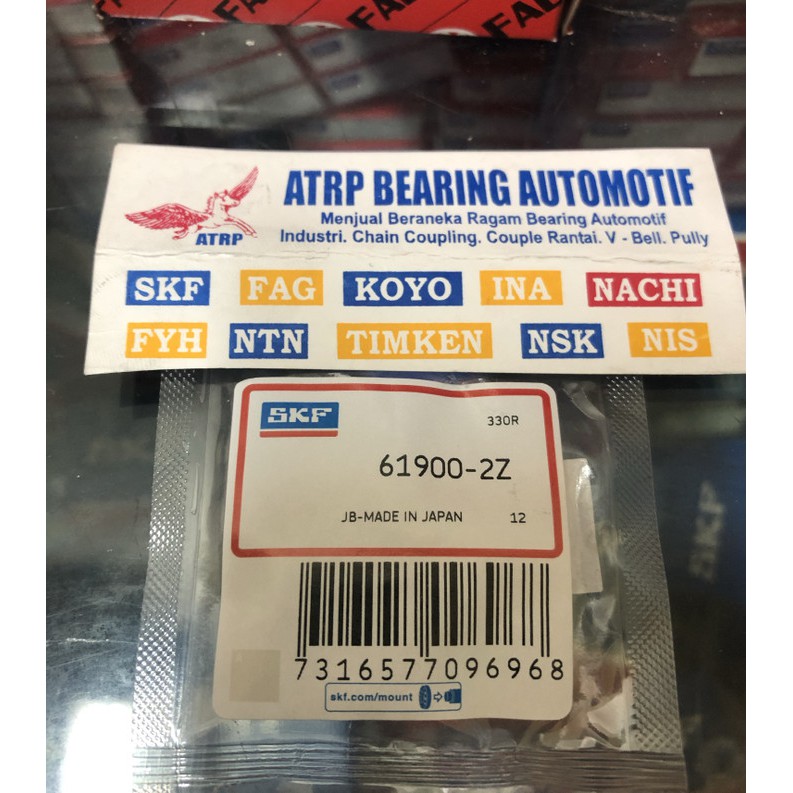 ATRP BEARING AUTOMOTIF
Menjual Beraneka Ragam Bearing Automotif
Industri. Chain Coupling. Couple Rantai. V - Bell. Pully
ATRP
SKF FAG KOYO INA NACHI
FYH NTN TIMKEN NSK NIS
SKF
330R
61900-2Z
JB-MADE IN JAPAN 12
7316577096968
skf.com/mount